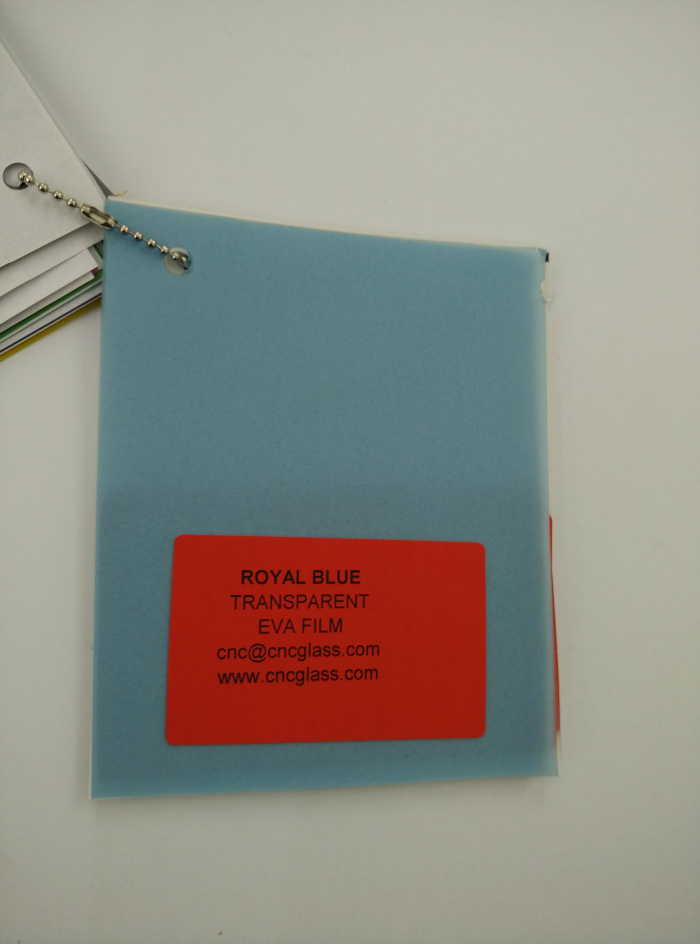 ROYAL BLUE
TRANSPARENT
EVA FILM
cnc@cncglass.com
www.cncglass.com